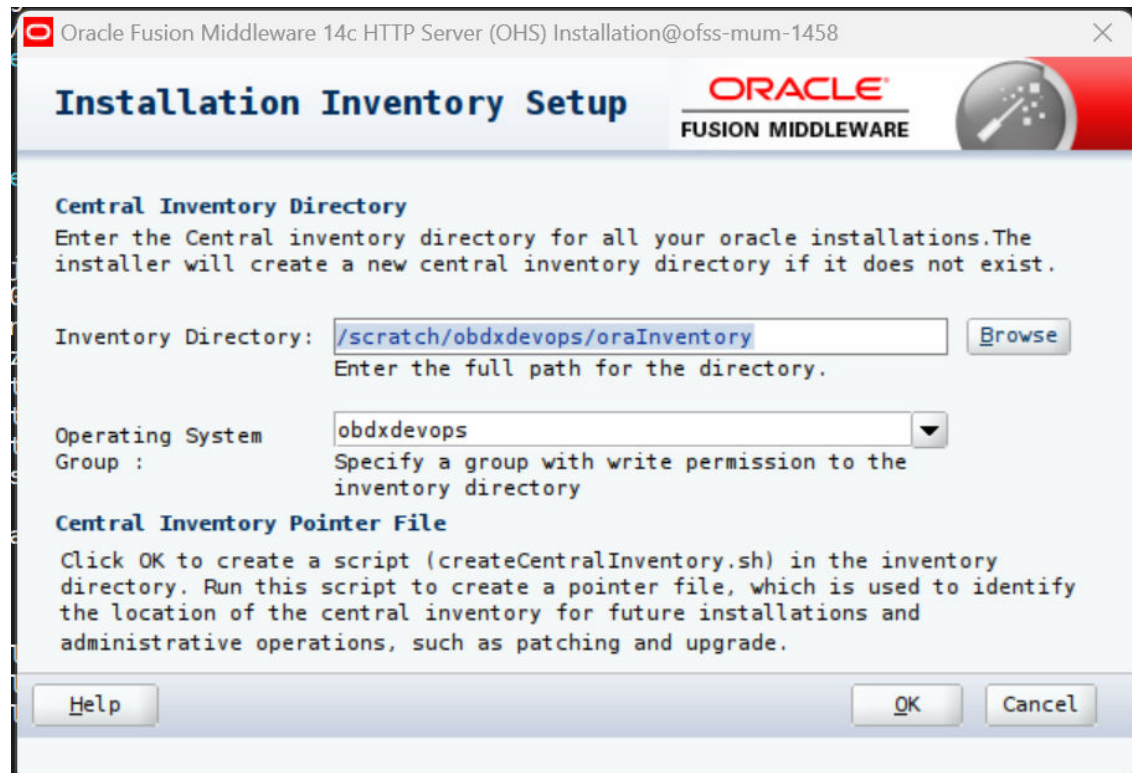 Oracle Fusion Middleware 14c HTTP Server (OHS) Installation@ofss-mum-1458
Installation Inventory Setup
ORACLE
FUSION MIDDLEWARE
Central Inventory Directory
Enter the Central inventory directory for all your oracle installations.The
installer will create a new central inventory directory if it does not exist.
Inventory Directory: /scratch/obdxdevops/oraInventory Browse
Enter the full path for the directory.
Operating System
Group :
obdxdevops
Specify a group with write permission to the
inventory directory
Central Inventory Pointer File
Click OK to create a script (createCentralInventory.sh) in the inventory
directory. Run this script to create a pointer file, which is used to identify
the location of the central inventory for future installations and
administrative operations, such as patching and upgrade.
Help OK Cancel